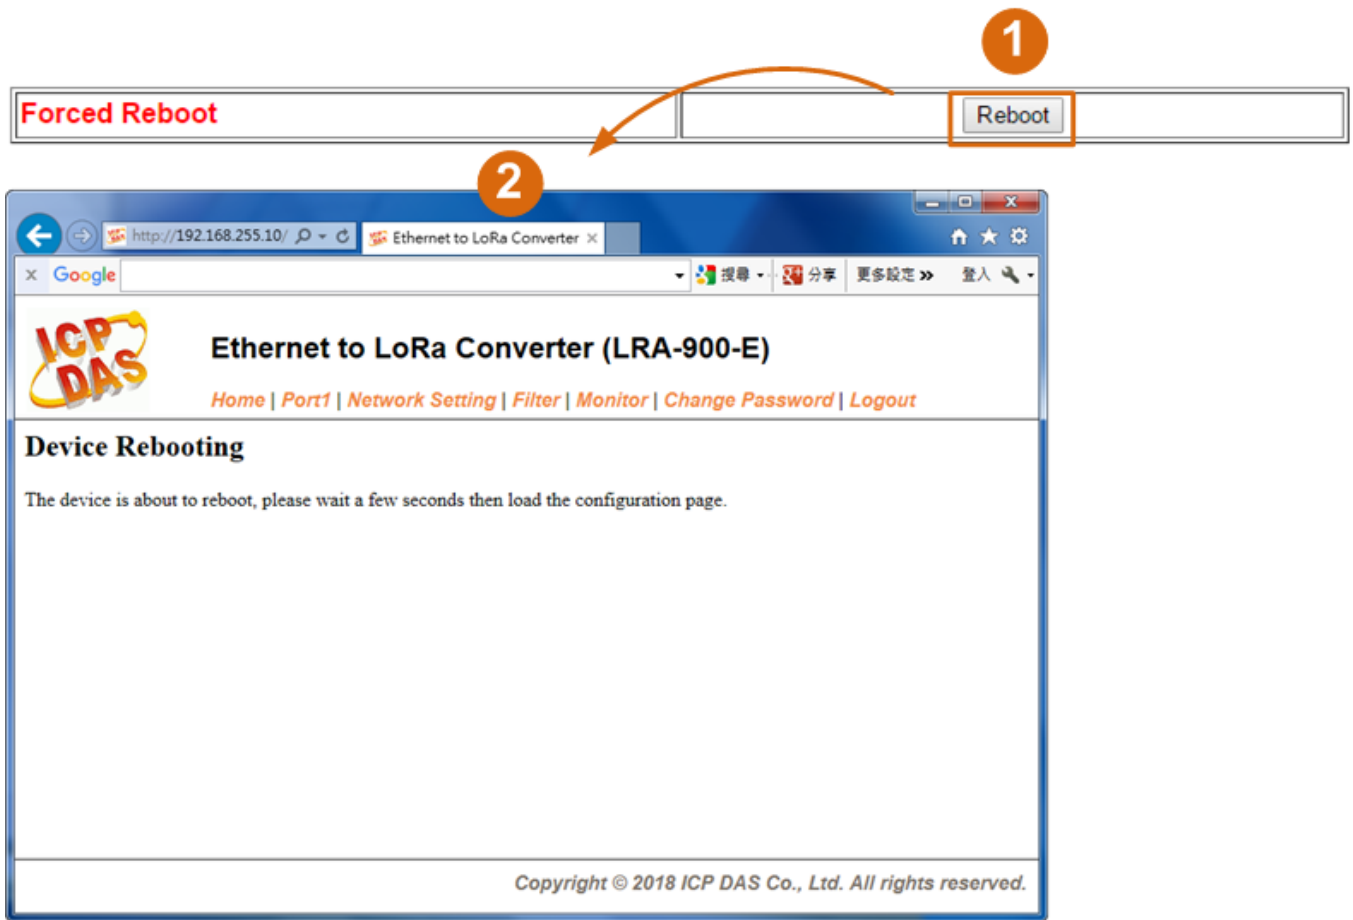 1
Forced Reboot Reboot
2
http://192.168.255.10/ Ethernet to LoRa Converter
x Google 搜尋 分享 更多設定 » 登入
ICP DAS
Ethernet to LoRa Converter (LRA-900-E)
Home | Port1 | Network Setting | Filter | Monitor | Change Password | Logout
Device Rebooting
The device is about to reboot, please wait a few seconds then load the configuration page.
Copyright © 2018 ICP DAS Co., Ltd. All rights reserved.